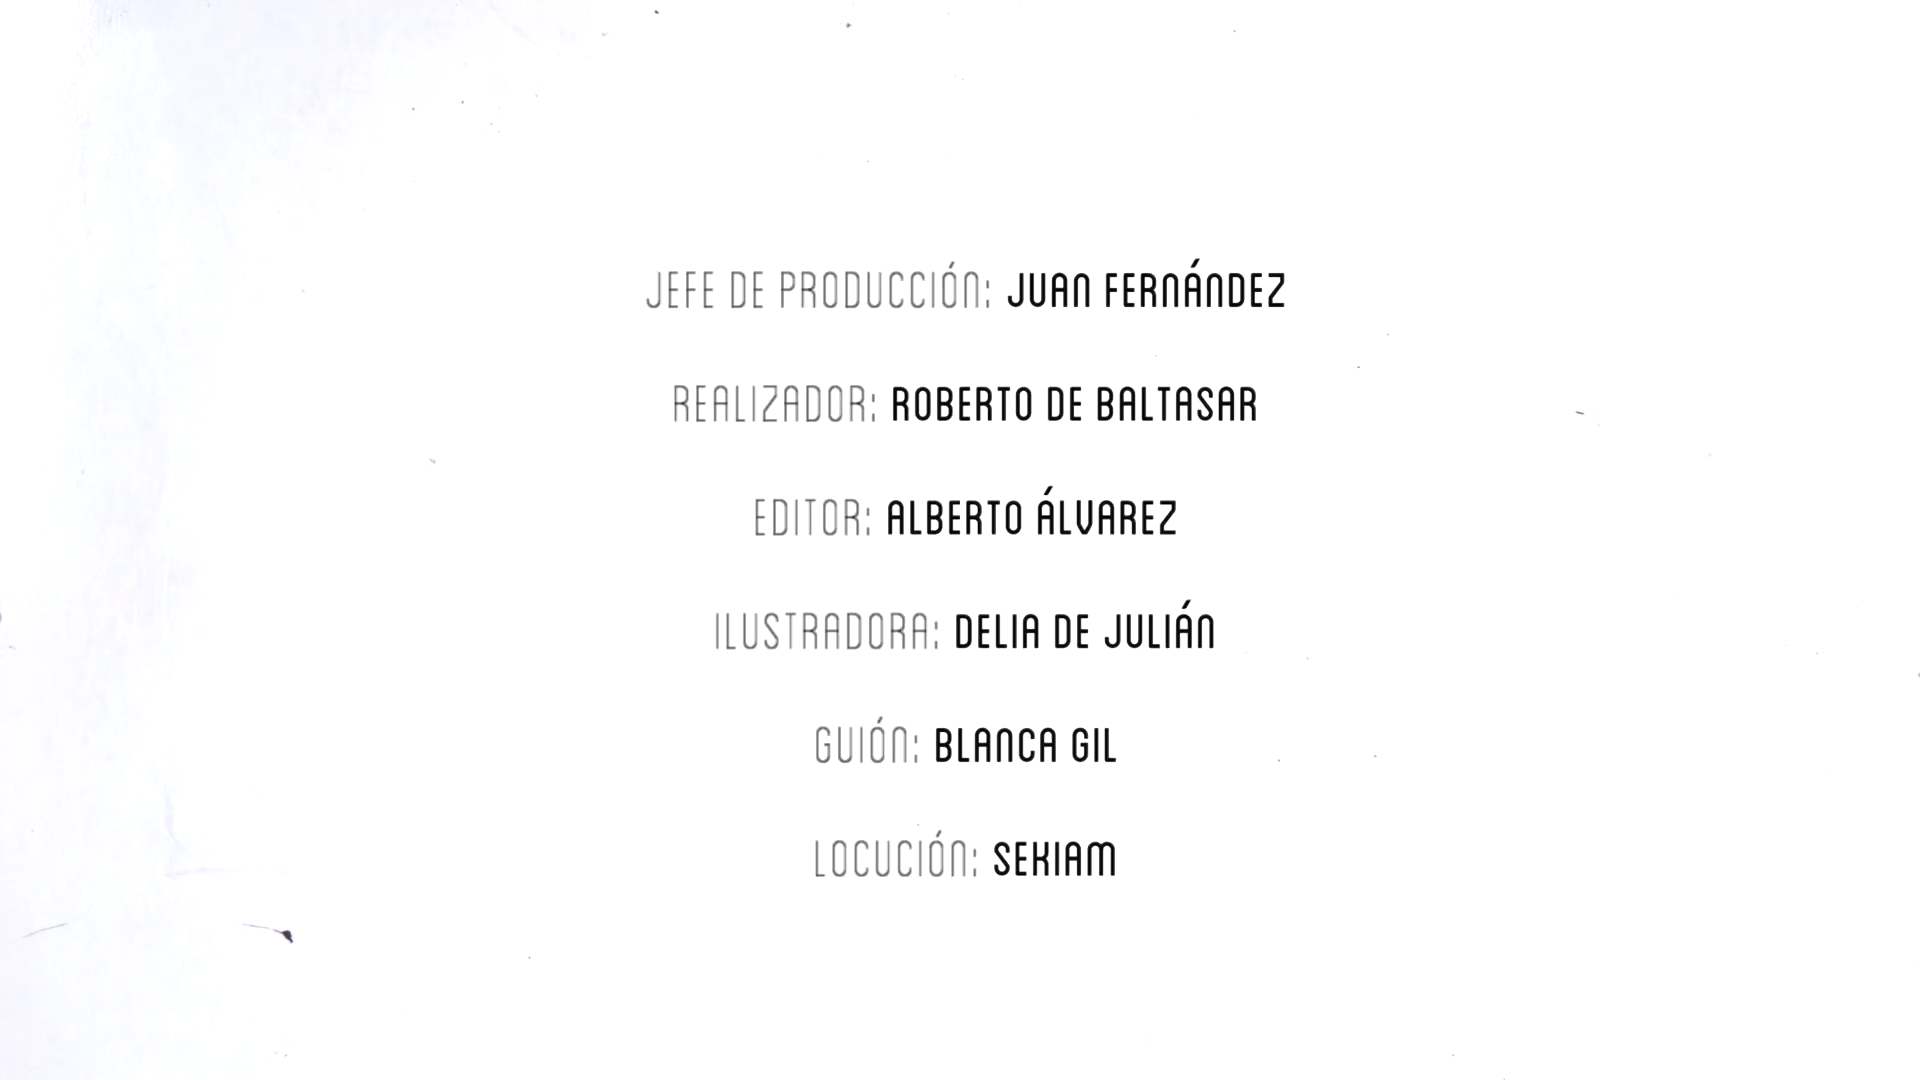 JEFE DE PRODUCCIÓN: JUAN FERNÁNDEZ
REALIZADOR: ROBERTO DE BALTASAR
EDITOR: ALBERTO ÁLVAREZ
ILUSTRADORA: DELIA DE JULIÁN
GUIÓN: BLANCA GIL
LOCUCIÓN: SEKIAM